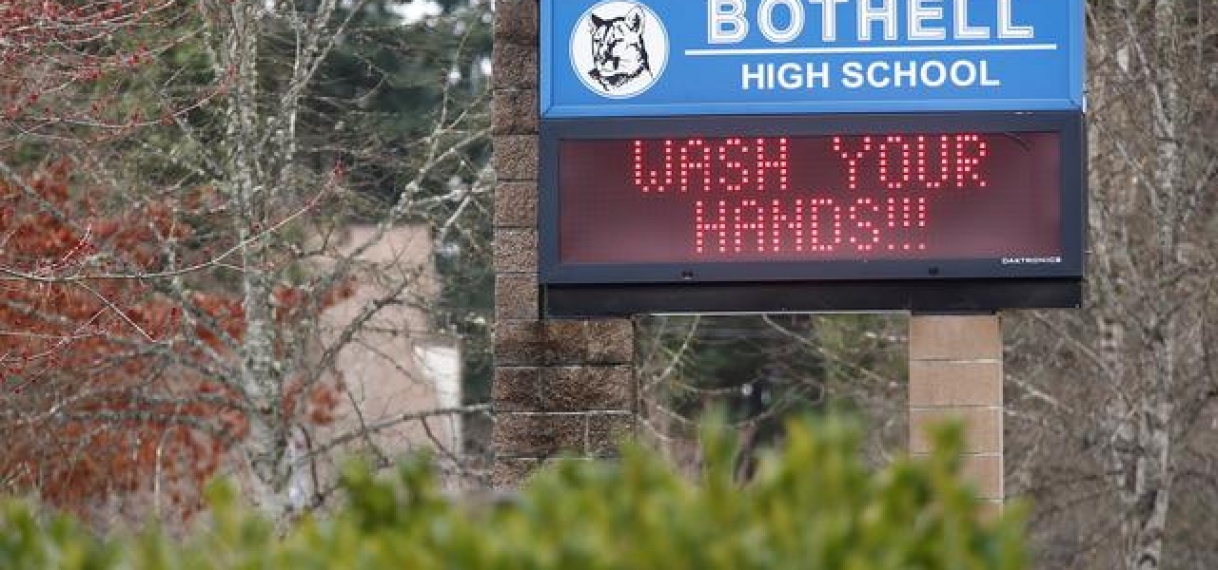 BOTHELL
HIGH SCHOOL
WASH YOUR
HANDS!!!
DAKTRONICS